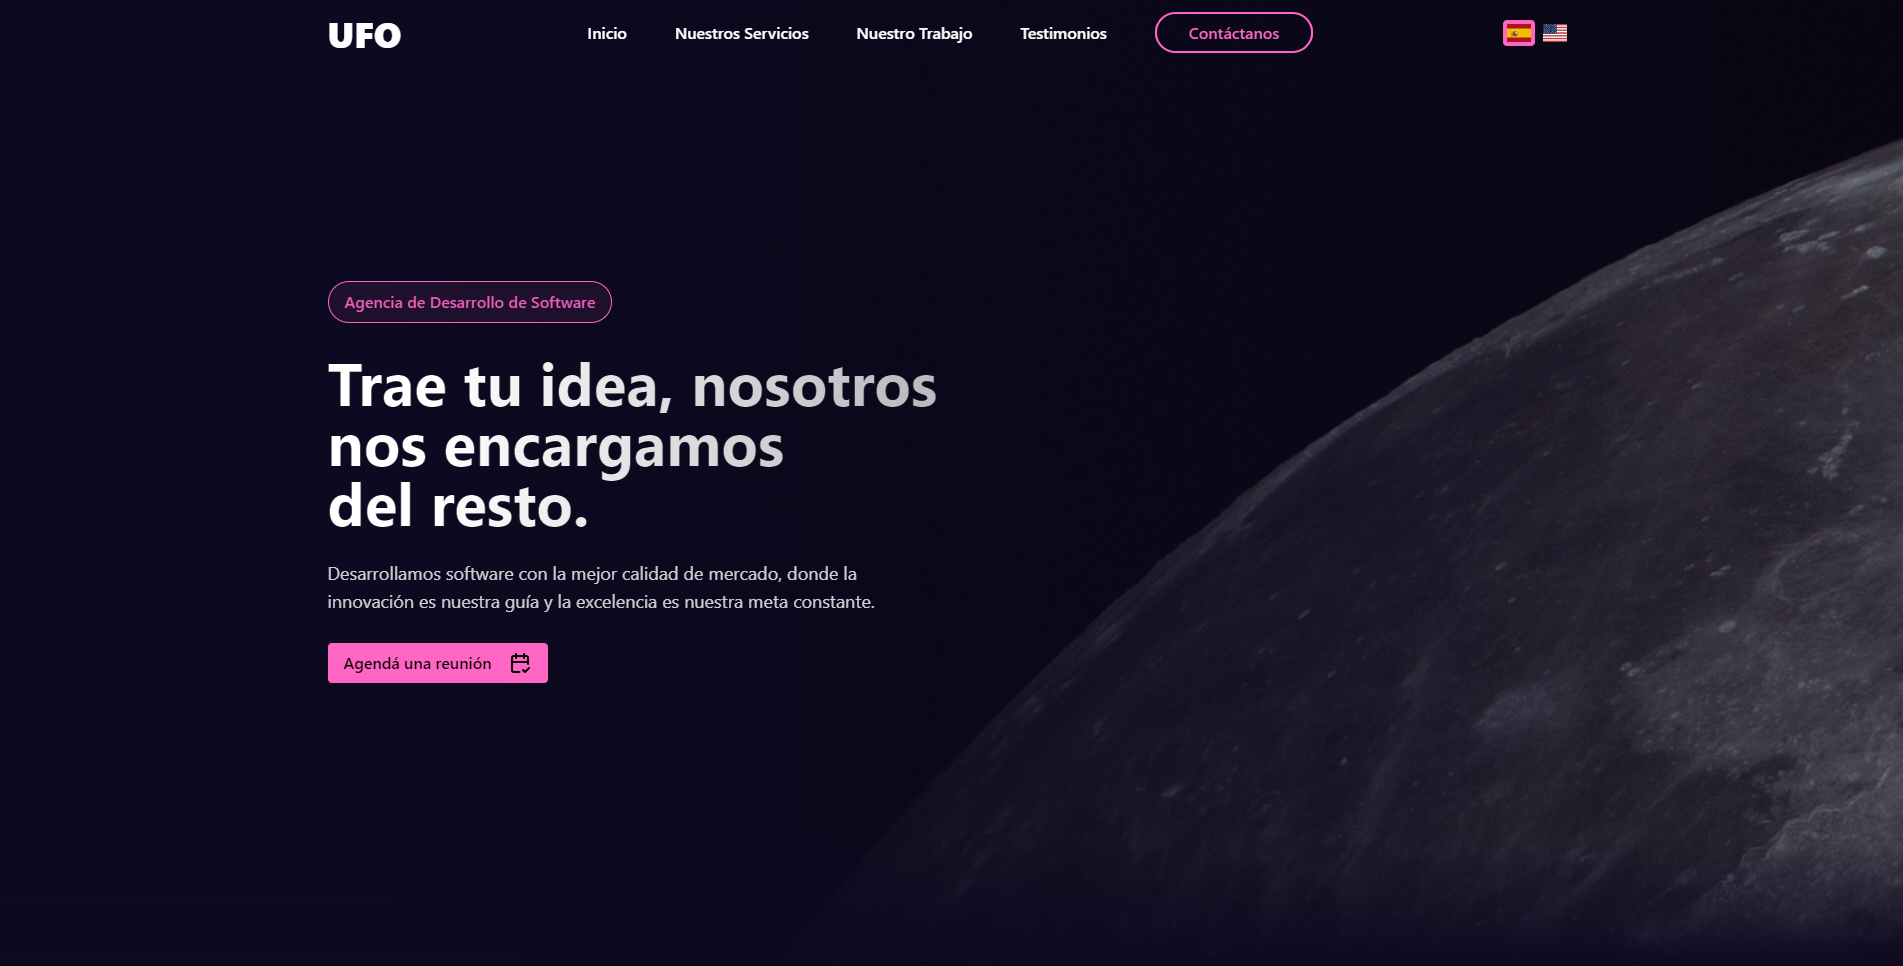 UFO
Inicio
Nuestros Servicios
Nuestro Trabajo
Testimonios
Contáctanos
Agencia de Desarrollo de Software
Trae tu idea, nosotros
nos encargamos
del resto.
Desarrollamos software con la mejor calidad de mercado, donde la
innovación es nuestra guía y la excelencia es nuestra meta constante.
Agendá una reunión